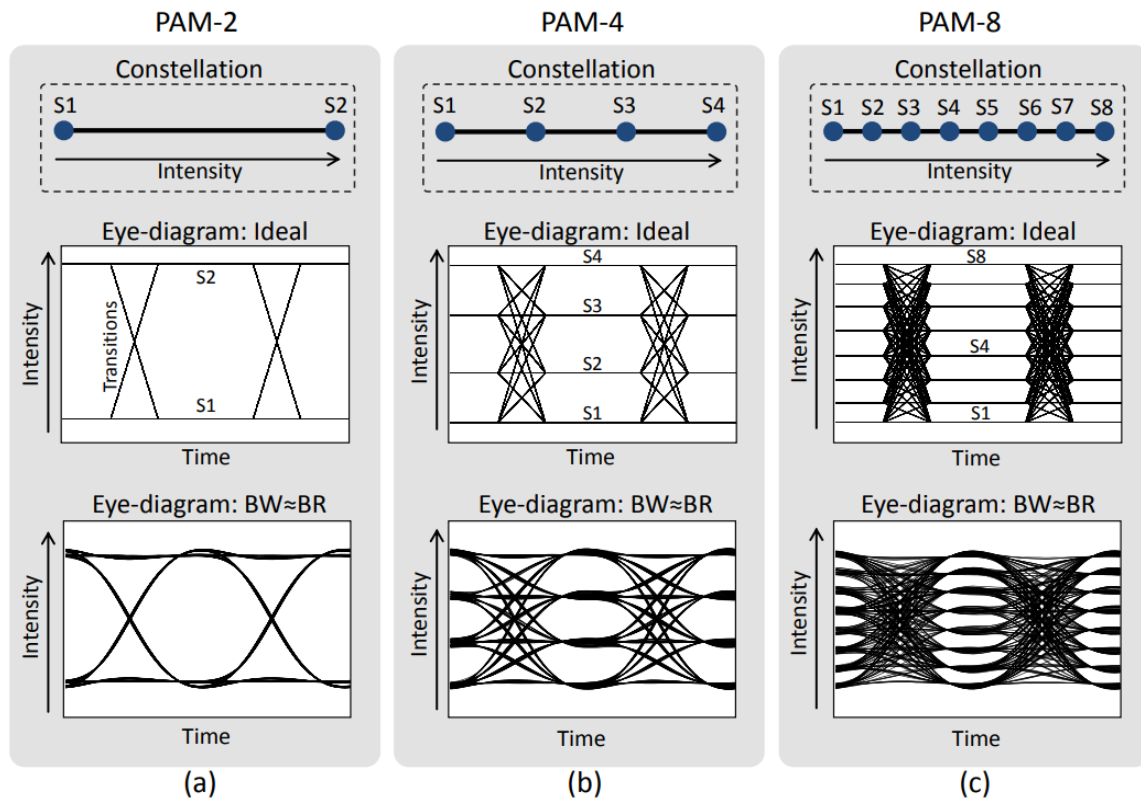 PAM-2
Constellation
S1 S2
Intensity
Eye-diagram: Ideal
Intensity
Transitions
S2
S1
Time
Eye-diagram: BW≈BR
Intensity
Time
(a)
PAM-4
Constellation
S1 S2 S3 S4
Intensity
Eye-diagram: Ideal
Intensity
S4
S3
S2
S1
Time
Eye-diagram: BW≈BR
Intensity
Time
(b)
PAM-8
Constellation
S1 S2 S3 S4 S5 S6 S7 S8
Intensity
Eye-diagram: Ideal
Intensity
S8
S4
S1
Time
Eye-diagram: BW≈BR
Intensity
Time
(c)